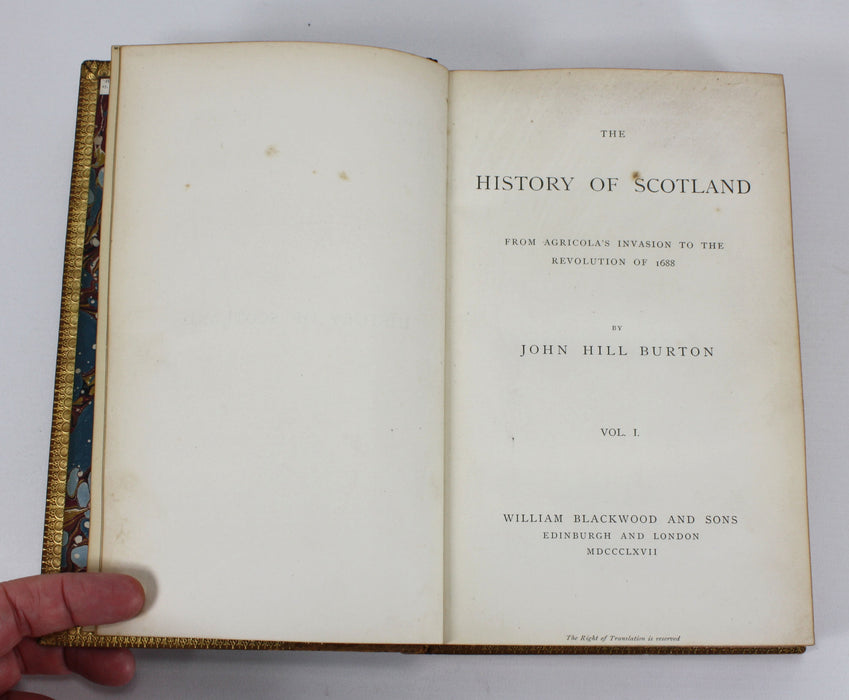 THE
HISTORY OF SCOTLAND
FROM AGRICOLA'S INVASION TO THE
REVOLUTION OF 1688
BY
JOHN HILL BURTON
VOL. I.
WILLIAM BLACKWOOD AND SONS
EDINBURGH AND LONDON
MDCCCLXVII
The Right of Translation is reserved